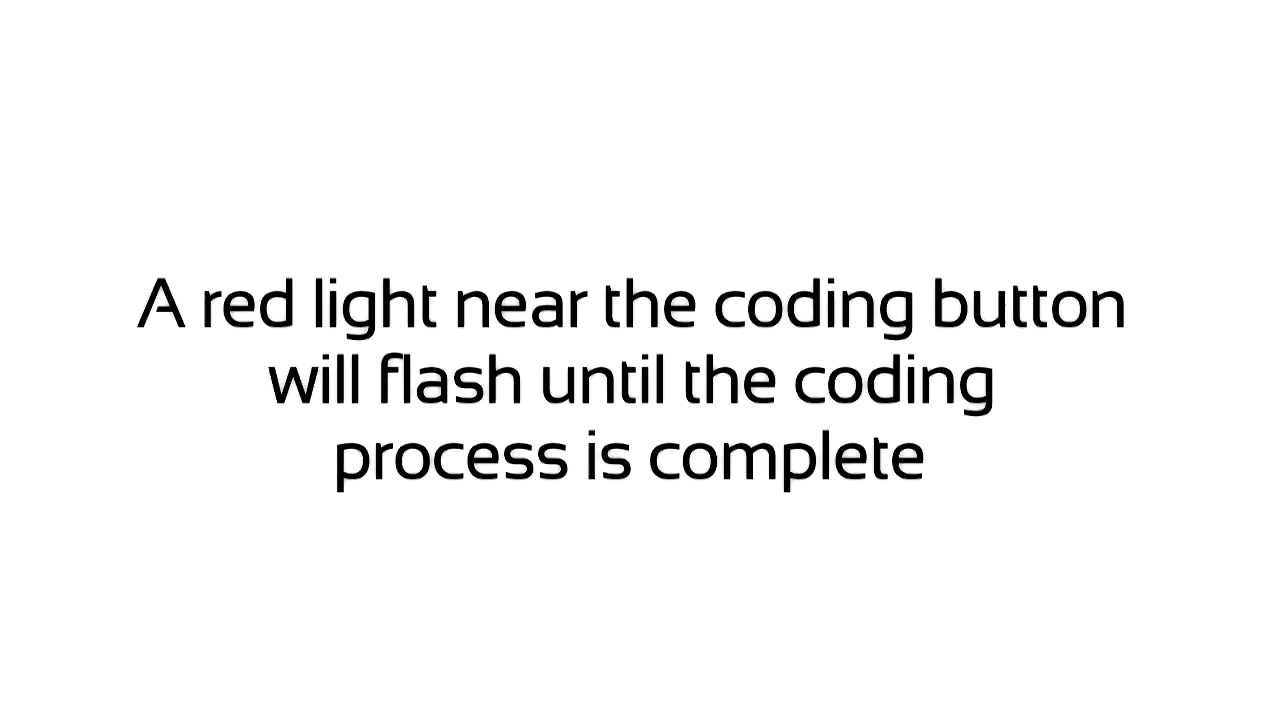 A red light near the coding button
will flash until the coding
process is complete